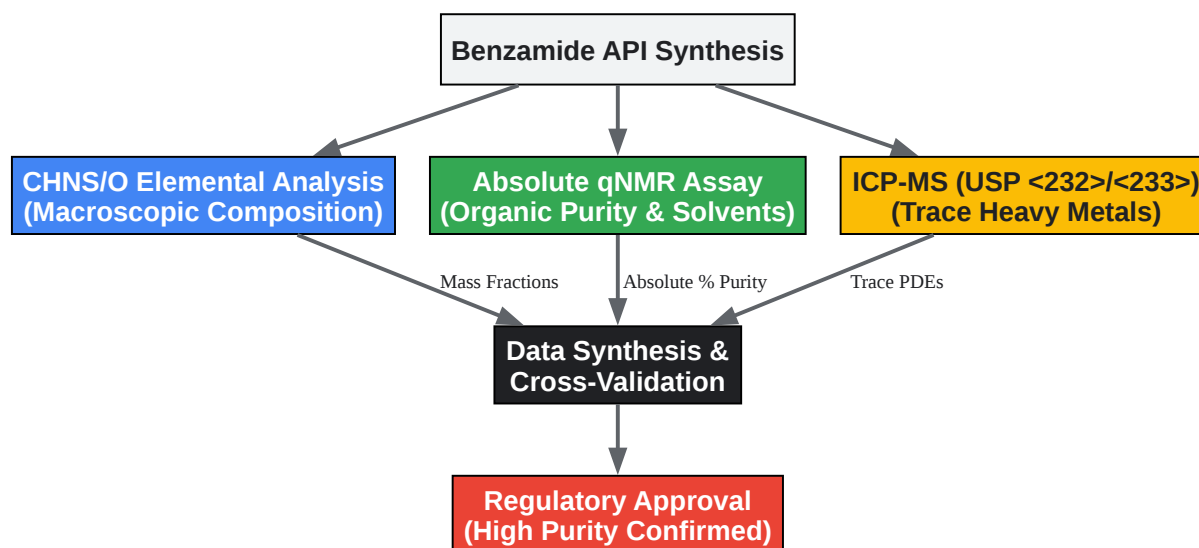 Benzamide API Synthesis
CHNS/O Elemental Analysis
(Macroscopic Composition)
Absolute qNMR Assay
(Organic Purity & Solvents)
ICP-MS (USP <232>/<233>)
(Trace Heavy Metals)
Mass Fractions
Absolute % Purity
Trace PDEs
Data Synthesis &
Cross-Validation
Regulatory Approval
(High Purity Confirmed)